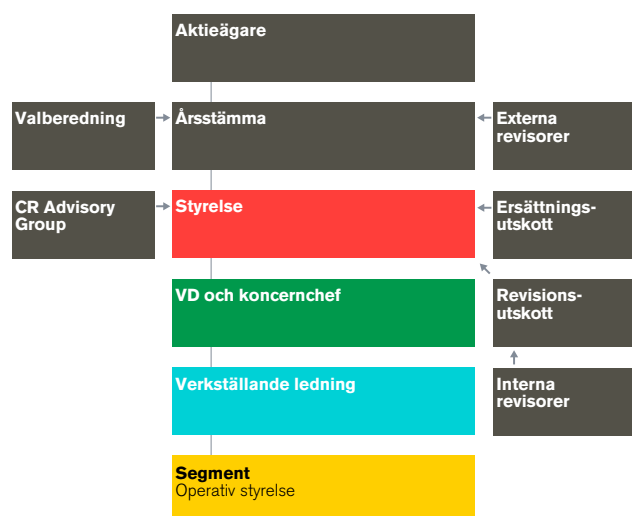 Aktieägare
Valberedning
Årsstämma
Externa
revisorer
CR Advisory
Group
Styrelse
Ersättnings-
utskott
VD och koncernchef
Revisions-
utskott
Verkställande ledning
Interna
revisorer
Segment
Operativ styrelse